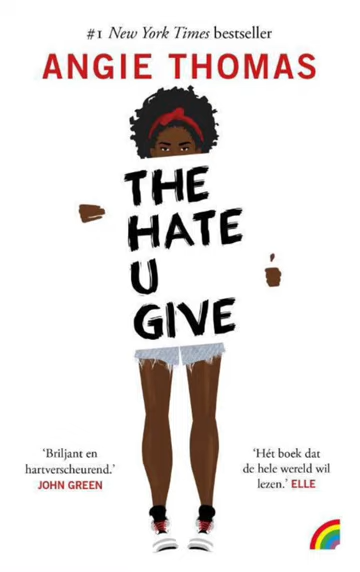 #1 New York Times bestseller
ANGIE THOMAS
THE
HATE
U
GIVE
‘Briljant en
hartverscheurend.’
JOHN GREEN
‘Hét boek dat
de hele wereld wil
lezen.’ ELLE